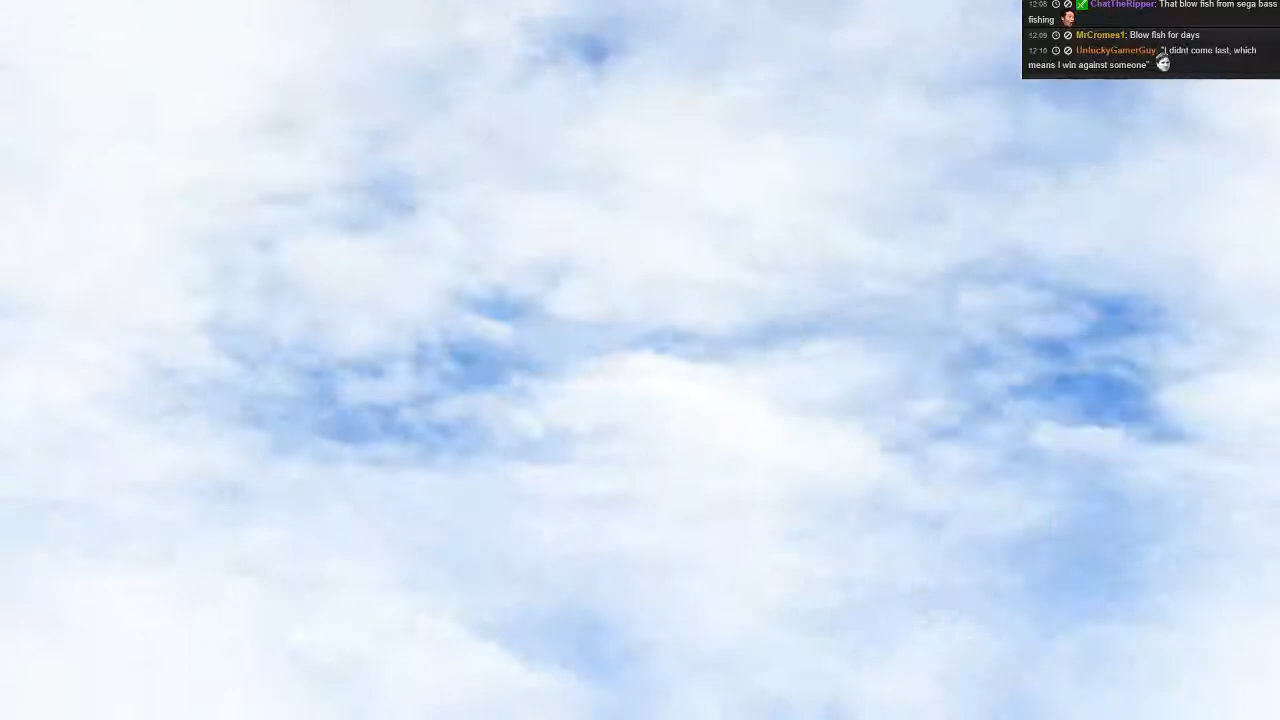 12:08 ChatTheRipper: That blow fish from sega bass
fishing
12:09 MrCromes1: Blow fish for days
12:10 UnluckyGamerGuy: "I didnt come last, which
means I win against someone"